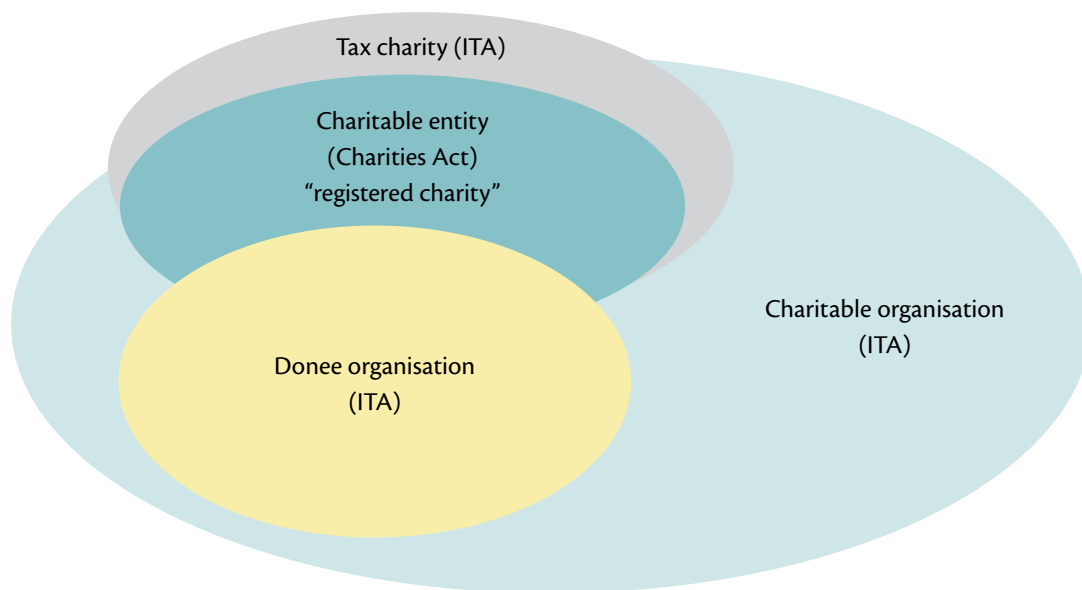 Tax charity (ITA)
Charitable entity
(Charities Act)
“registered charity”
Charitable organisation
(ITA)
Donee organisation
(ITA)